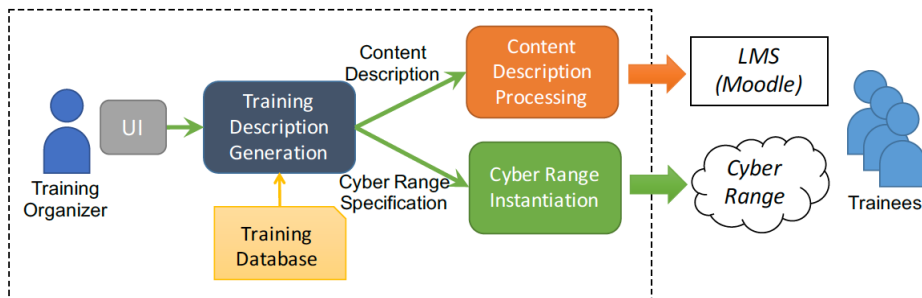 UI
Training
Organizer
Training
Description
Generation
Training
Database
Content
Description
Cyber Range
Specification
Content
Description
Processing
Cyber Range
Instantiation
LMS
(Moodle)
Cyber
Range
Trainees